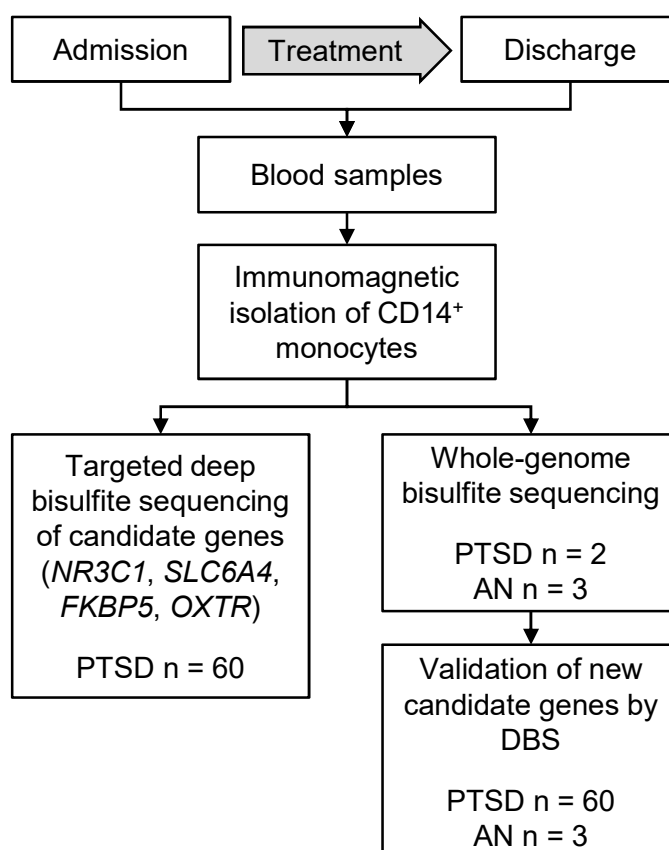 Admission
Treatment
Discharge
Blood samples
Immunomagnetic
isolation of CD14⁺
monocytes
Targeted deep
bisulfite sequencing
of candidate genes
(NR3C1, SLC6A4,
FKBP5, OXTR)
PTSD n = 60
Whole-genome
bisulfite sequencing
PTSD n = 2
AN n = 3
Validation of new
candidate genes by
DBS
PTSD n = 60
AN n = 3